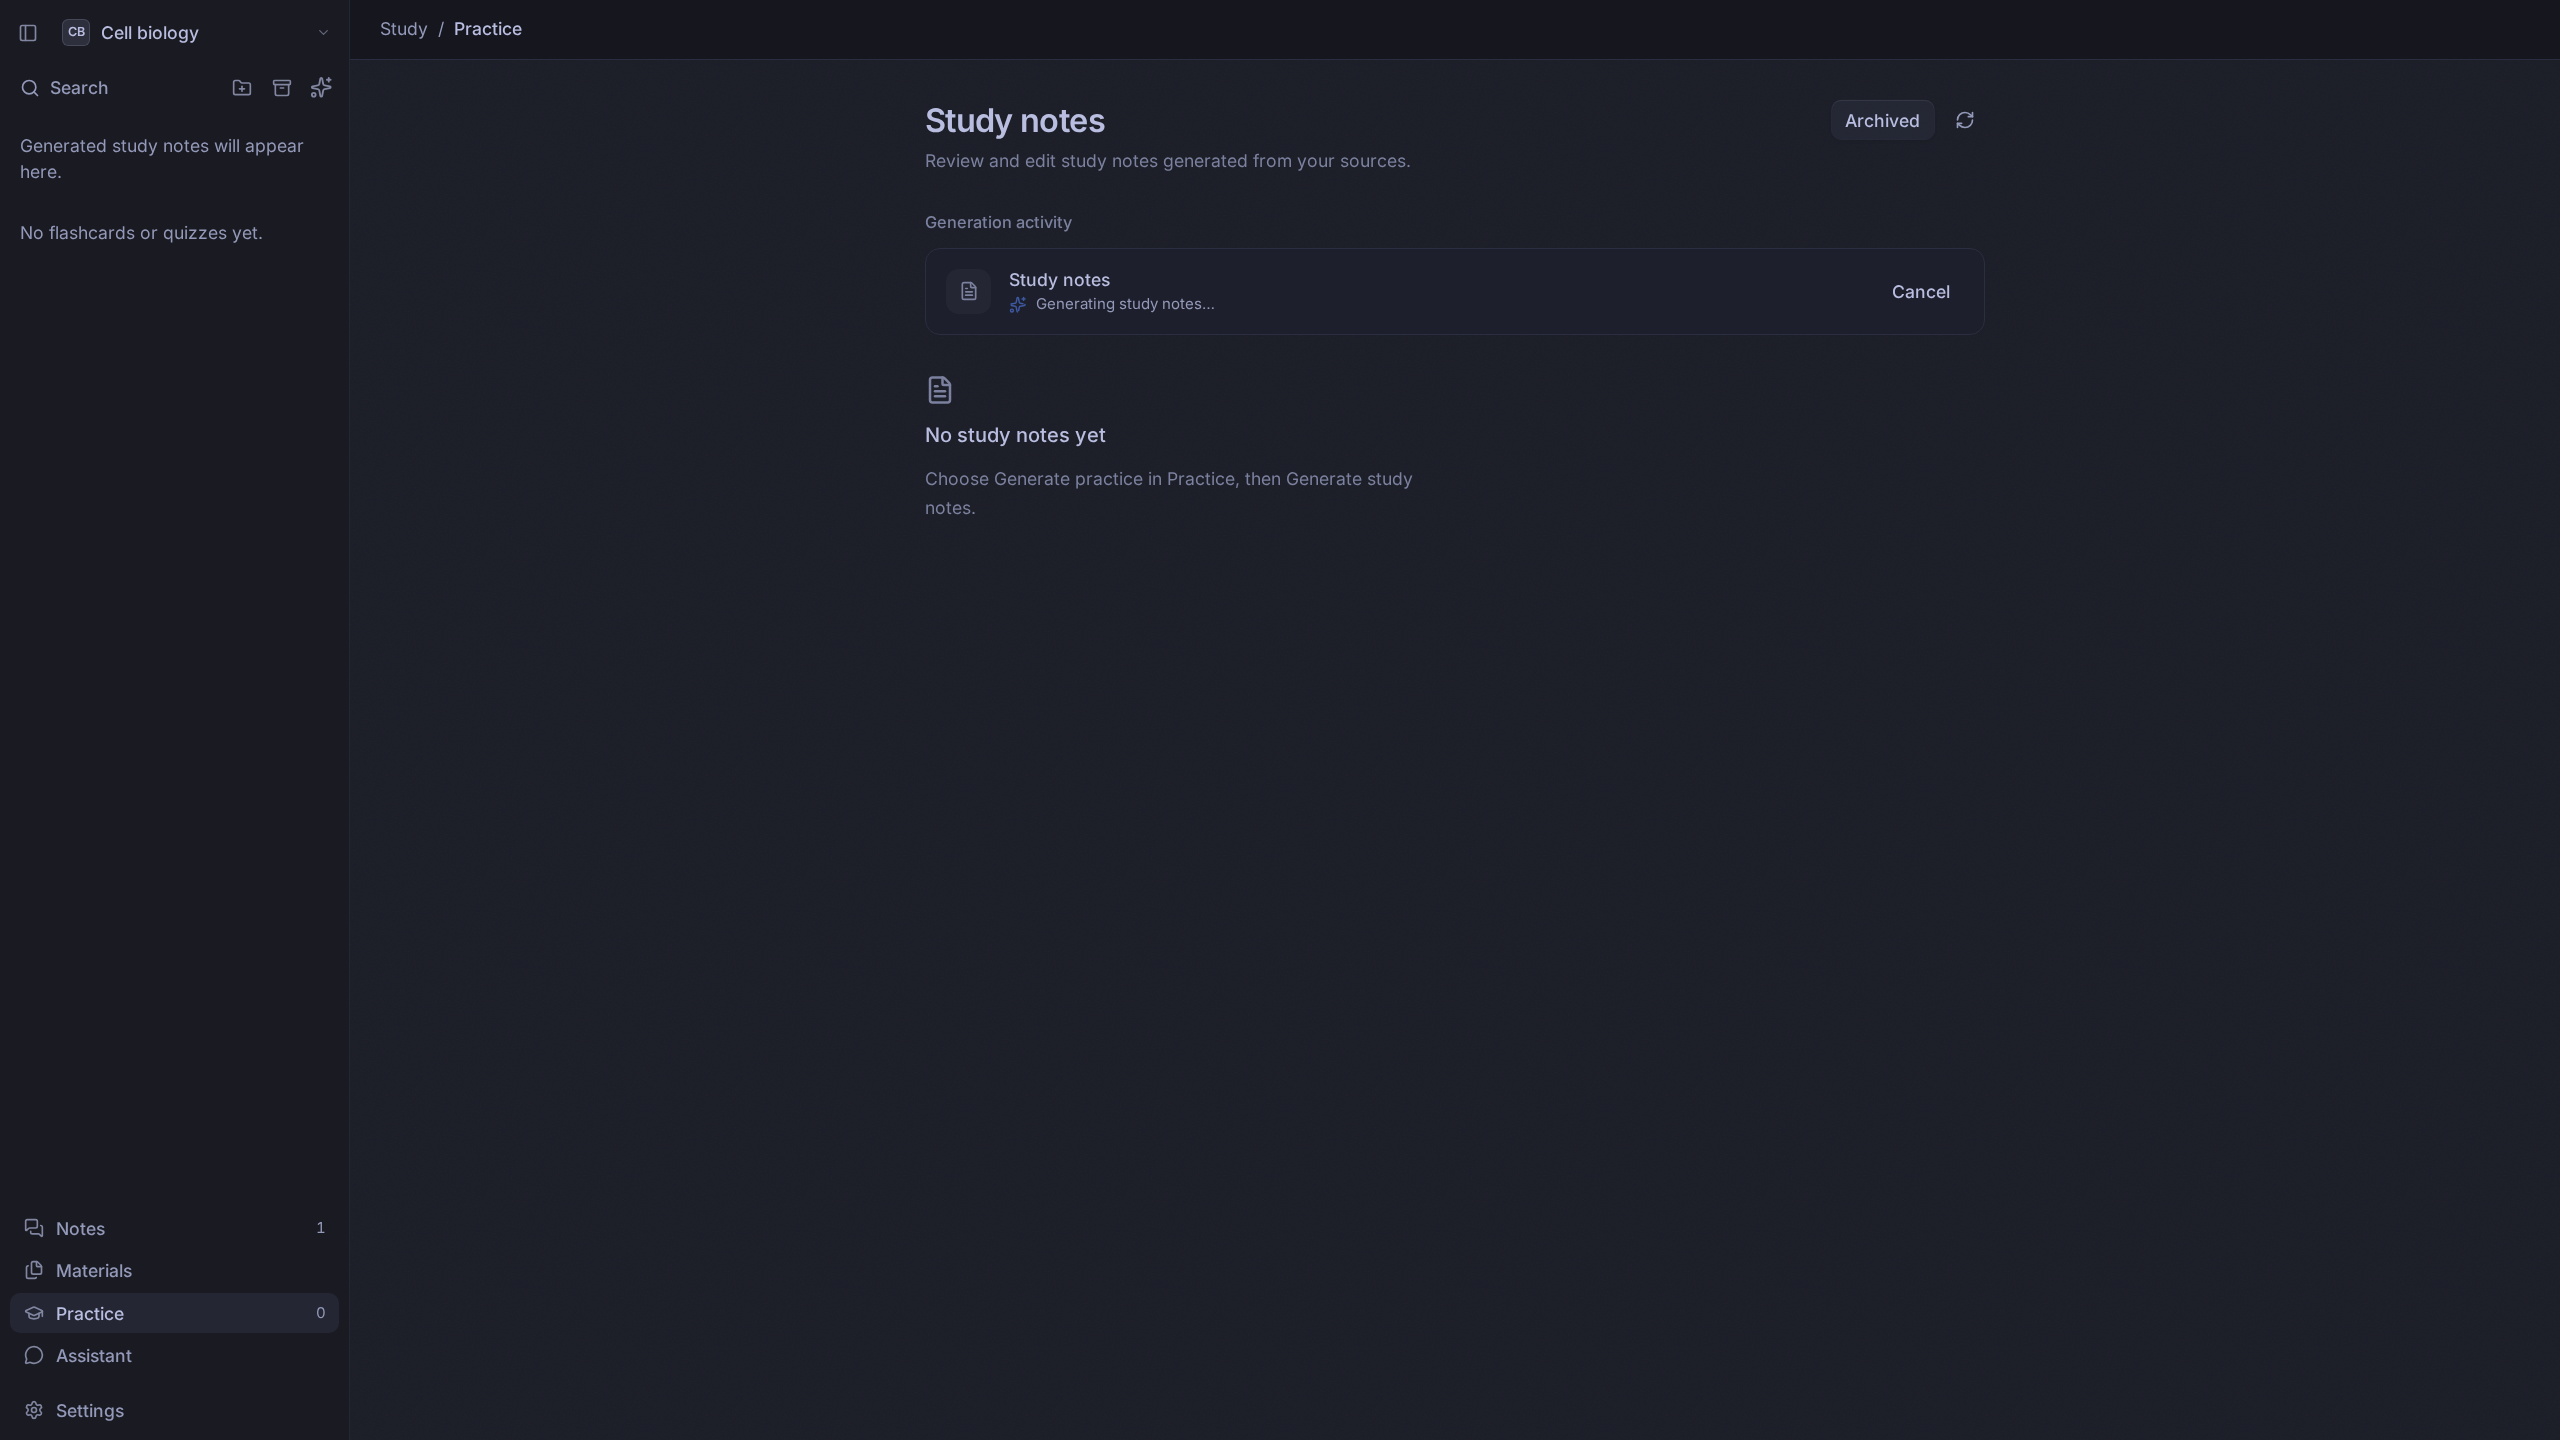 CB Cell biology
Search
Generated study notes will appear
here.
No flashcards or quizzes yet.
Notes 1
Materials
Practice 0
Assistant
Settings
Study / Practice
Study notes
Archived
Review and edit study notes generated from your sources.
Generation activity
Study notes
Generating study notes...
Cancel
No study notes yet
Choose Generate practice in Practice, then Generate study
notes.